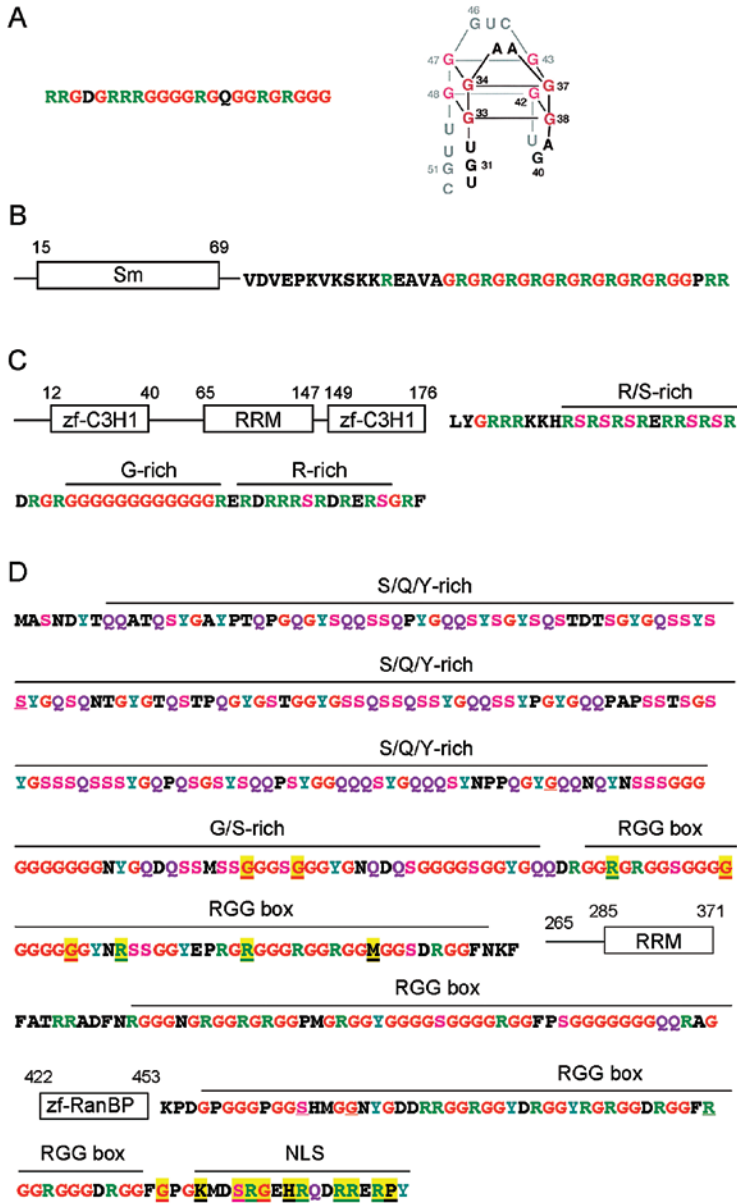 A
RRGDGRRRGGGGRGQGGRGRGGG
46
G U C
A A
47 G G 43
G 34 G 37
48 G 42 G
G 33 G 38
U U U A
U 31 G
51 G G 40
C U
B
15 69
Sm
VDVEPKVKSKKREAVAGRGRGRGRGRGRGRGRGRGGPRR
C
12 40 65 147 149 176
zf-C3H1 RRM zf-C3H1
R/S-rich
LYGRRRKKHRSRSRSRERRSRSR
G-rich R-rich
DRGRGGGGGGGGGGGGRERDRRRSRDRERSGRF
D
S/Q/Y-rich
MASNDYTQQATQSYGAYPTQPGQGYSQQSSQPYGQQSYSGYSQSTDTSGYGQSSYS
S/Q/Y-rich
SYGQSQNTGYGTQSTPQGYGSTGGYGSSQSSQSSYGQQSSYPGYGQQPAPSSTSGS
S/Q/Y-rich
YGSSSQSSSYGQPQSGSYSQQPSYGGQQQSYGQQQSYNPPQGYGQQNQYNSSSGGG
G/S-rich RGG box
GGGGGGGNYGQDQSSMSSGGGSGGGYGNQDQSGGGGSGGYGQQDRGGRGRGGSGGGG
RGG box
GGGGGGYNRSSGGYEPRGRGGGRGGRGGMGGSDRGGFNKF
265 285 371
RRM
RGG box
FATRRADFNRGGGNGRGGRGRGGPMGRGGYGGGGSGGGGRGGFPSGGGGGGGQQRAG
422 453
zf-RanBP
RGG box
KPDGPGGGPGGSHMGGNYGDDRRGGRGGYDRGGYRGRGGDRGGFR
RGG box NLS
GGRGGGDRGGFGPGKMDSRGEHRQDRRERPY